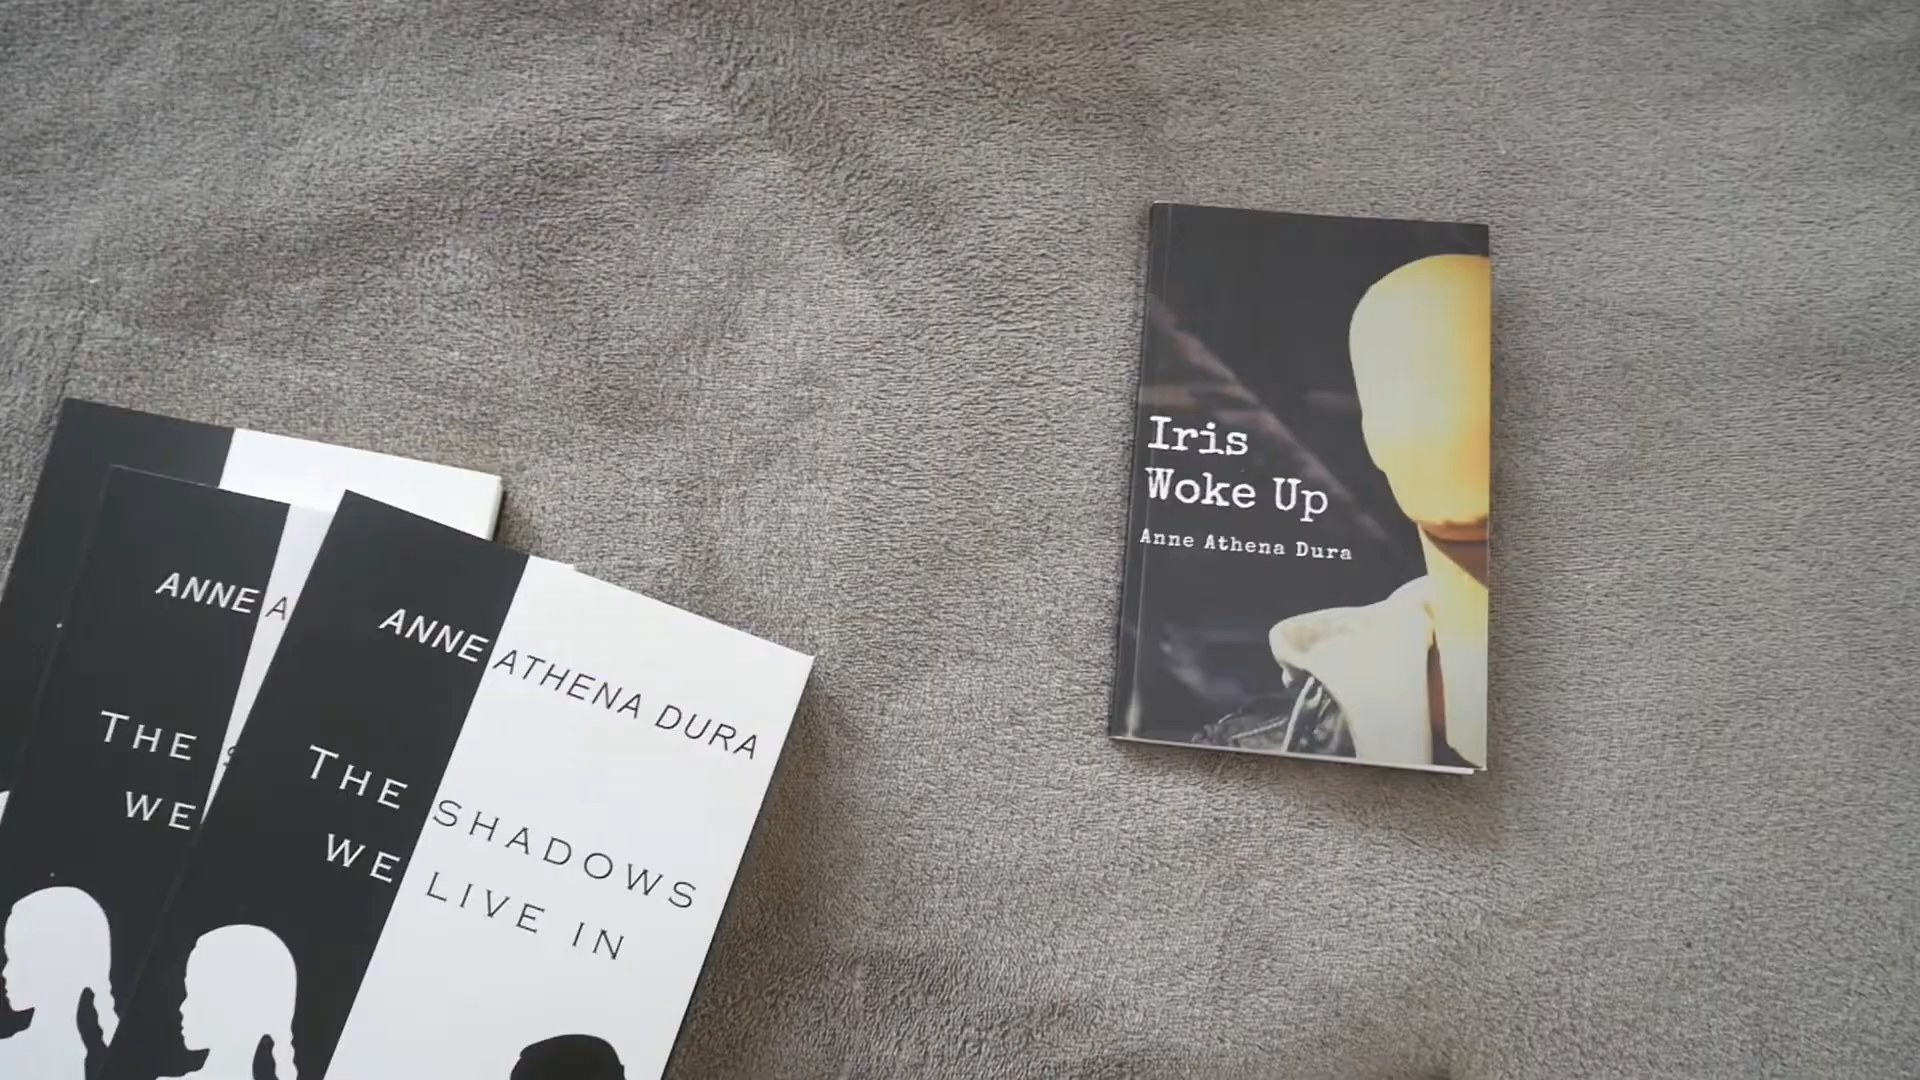 ANNE A
THE S
WE
ANNE ATHENA DURA
THE SHADOWS
WE LIVE IN
Iris
Woke Up
Anne Athena Dura